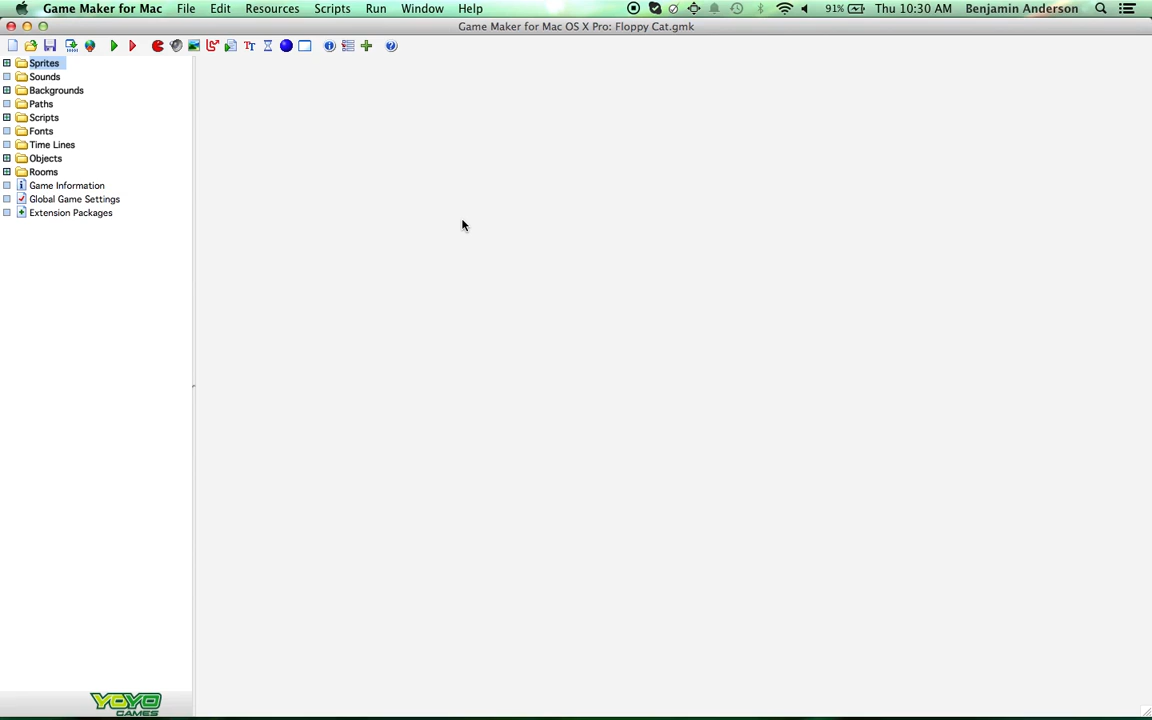 Game Maker for Mac File Edit Resources Scripts Run Window Help 91% Thu 10:30 AM Benjamin Anderson
Game Maker for Mac OS X Pro: Floppy Cat.gmk
Sprites
Sounds
Backgrounds
Paths
Scripts
Fonts
Time Lines
Objects
Rooms
Game Information
Global Game Settings
Extension Packages
YOYO
GAMES